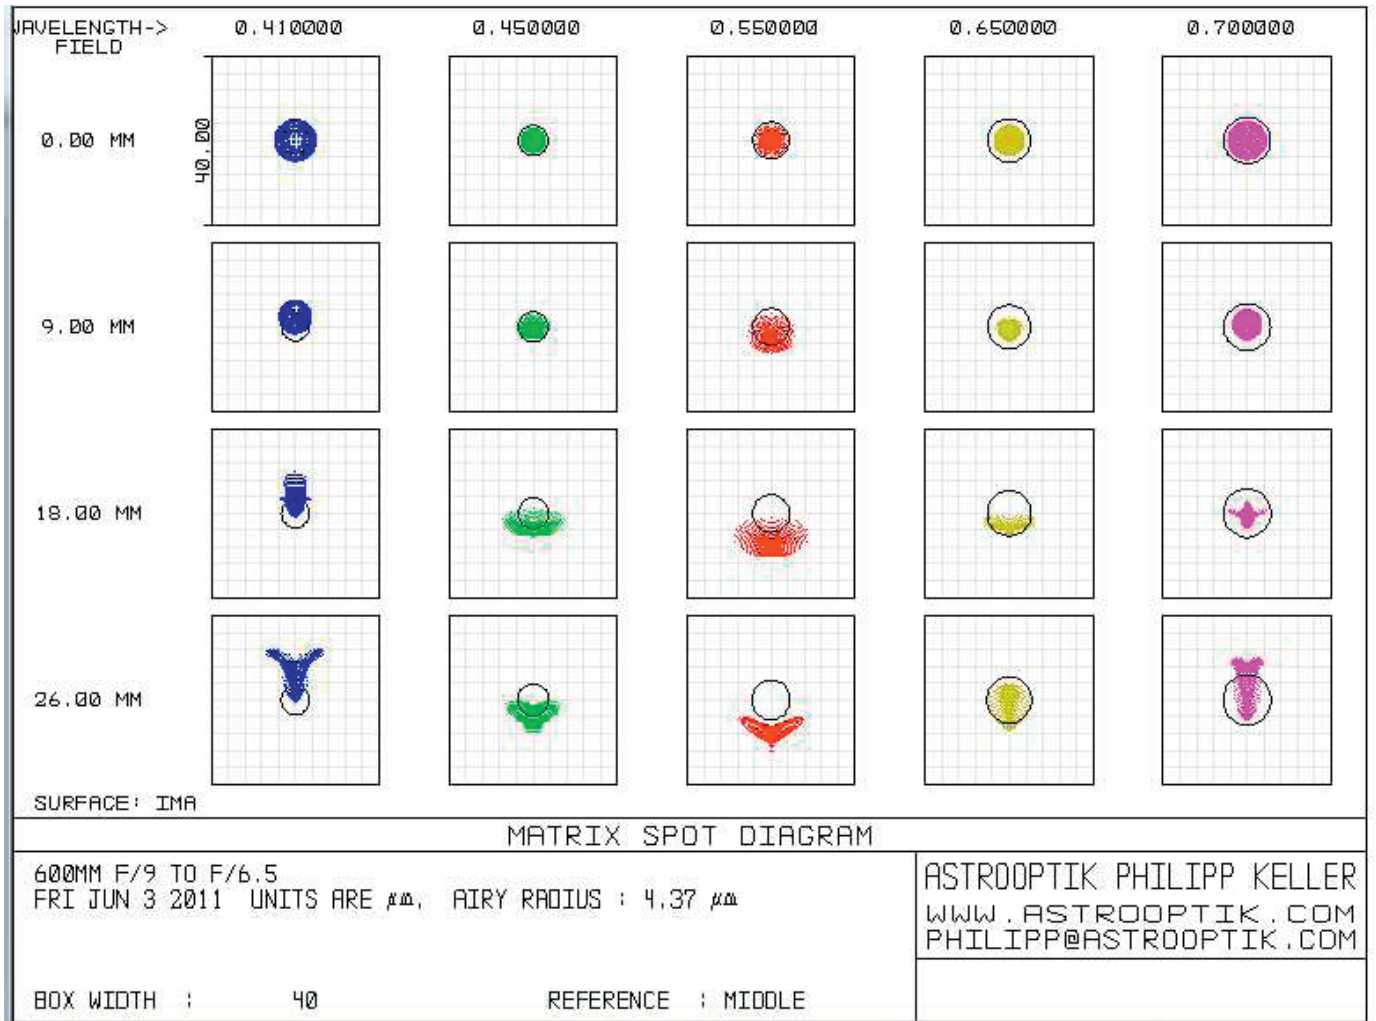 WAVELENGTH-> 0.410000 0.450000 0.550000 0.650000 0.700000
FIELD
0.00 MM
40.00
9.00 MM
18.00 MM
26.00 MM
SURFACE: IMA
MATRIX SPOT DIAGRAM
600MM F/9 TO F/6.5
FRI JUN 3 2011 UNITS ARE µm, AIRY RADIUS : 4.37 µm
BOX WIDTH : 40 REFERENCE : MIDDLE
ASTROOPTIK PHILIPP KELLER
WWW.ASTROOPTIK.COM
PHILIPP@ASTROOPTIK.COM